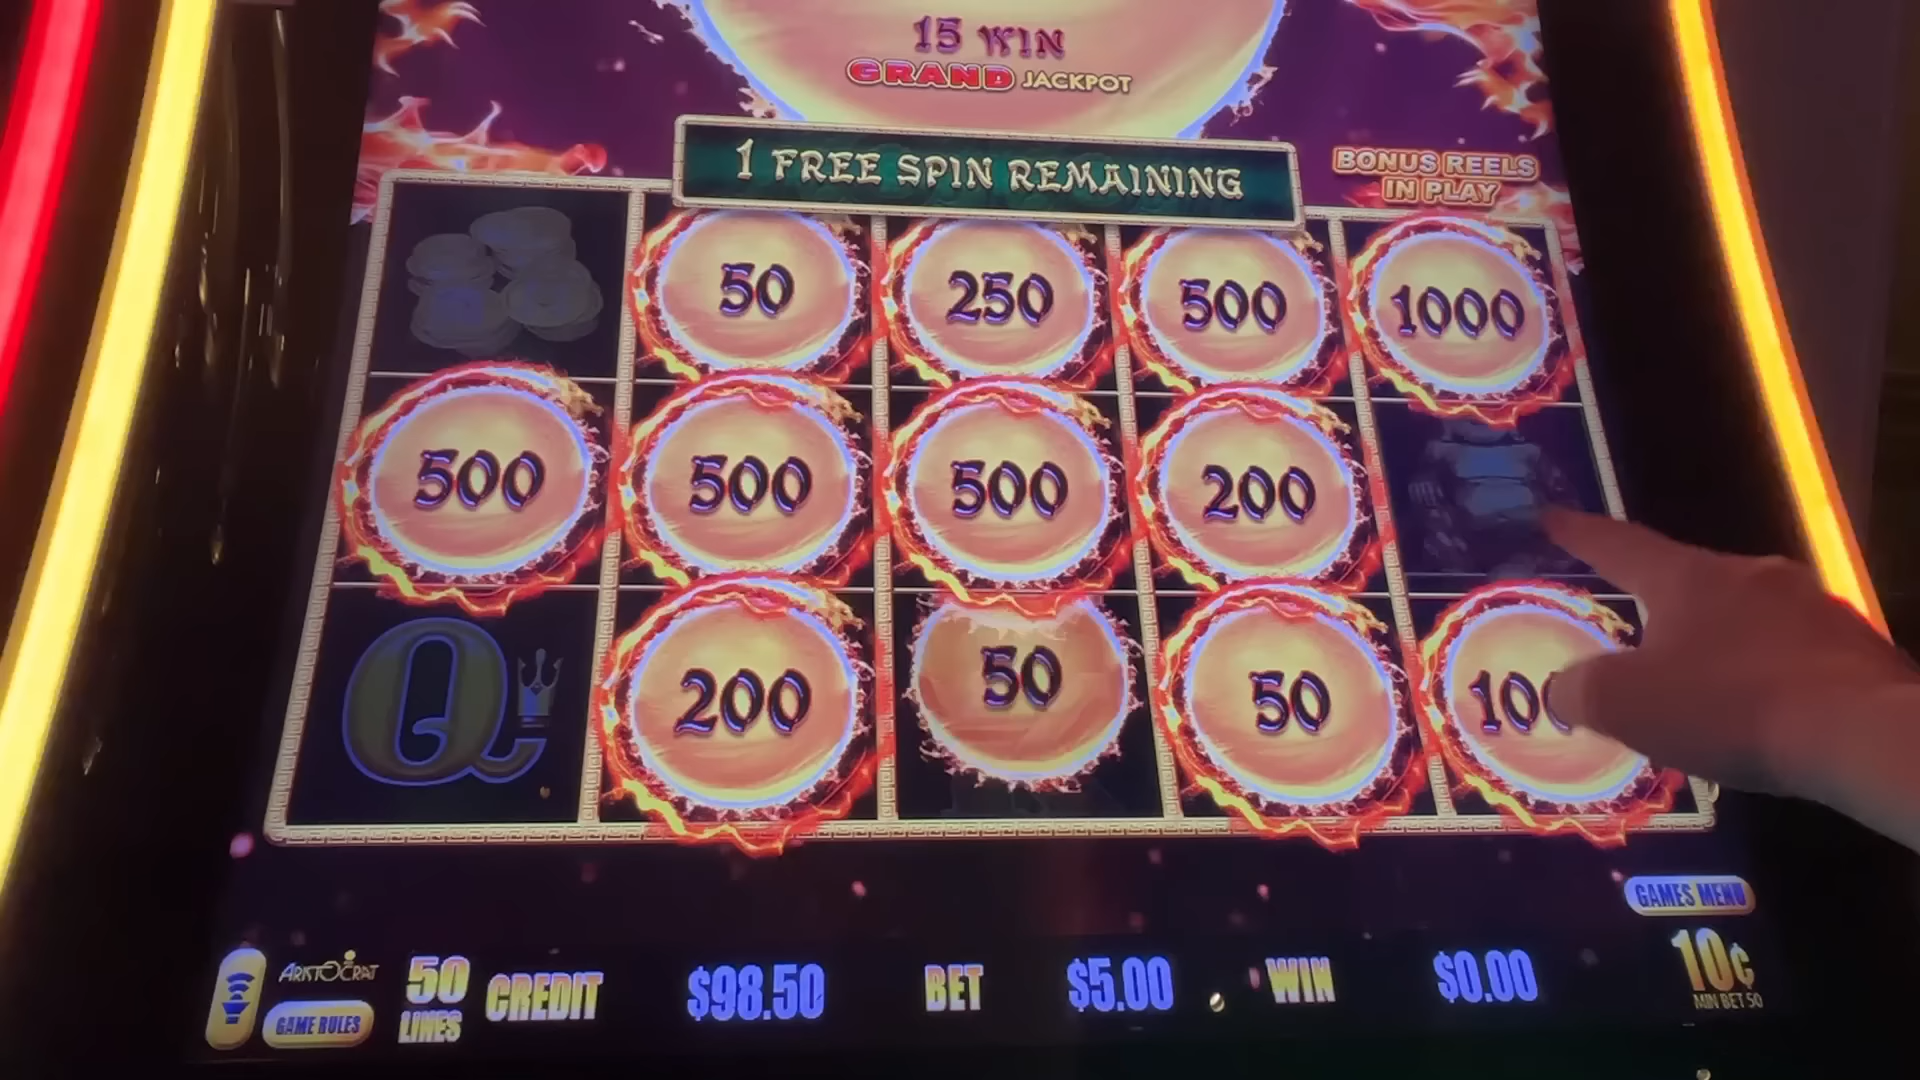 15 WIN
GRAND JACKPOT
1 FREE SPIN REMAINING
BONUS REELS
IN PLAY
50 250 500 1000
500 500 500 200
Q 200 50 50
GAMES MENU
ARISTOCRAT
GAME RULES
50
LINES
CREDIT $98.50 BET $5.00 WIN $0.00
10¢
MIN BET 50